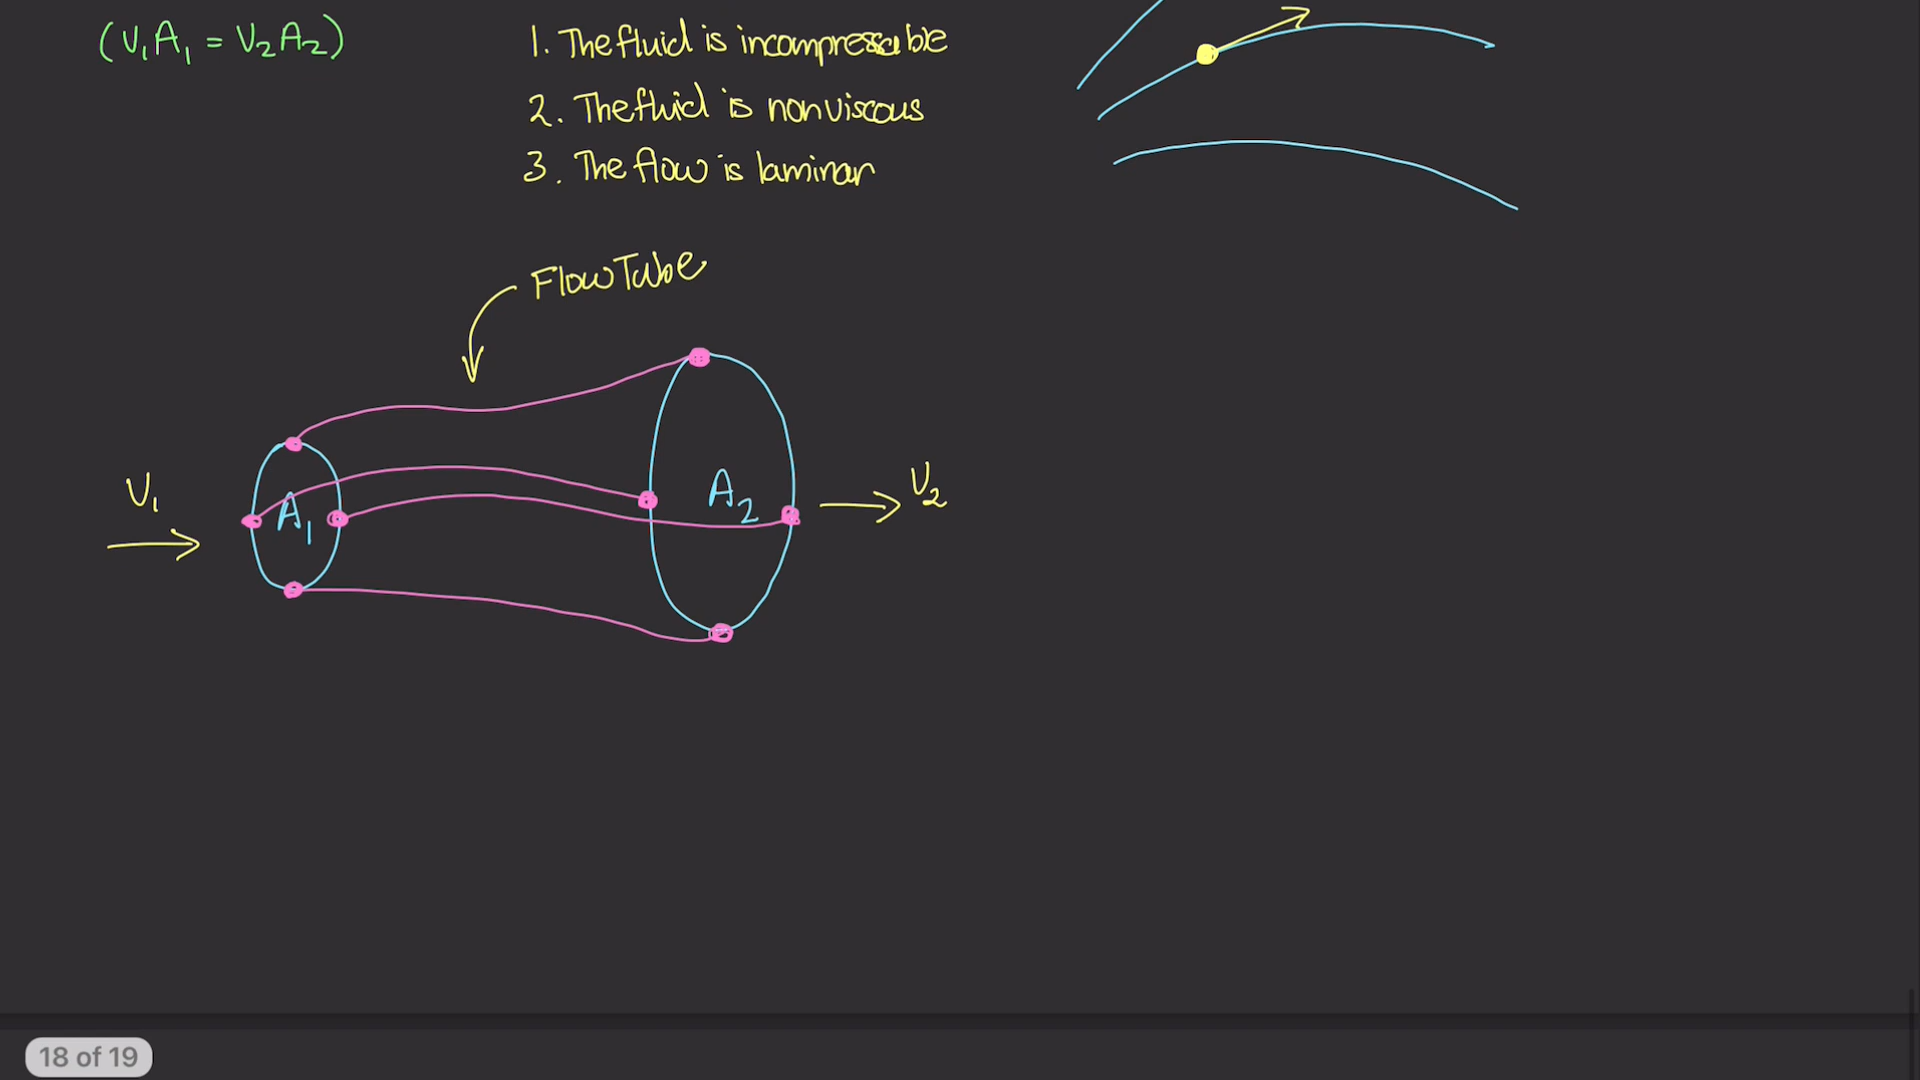 (V₁A₁ = V₂A₂)
1. The fluid is incompressable
2. The fluid is nonviscous
3. The flow is laminar
Flow Tube
V₁
A₁
A₂
V₂
18 of 19